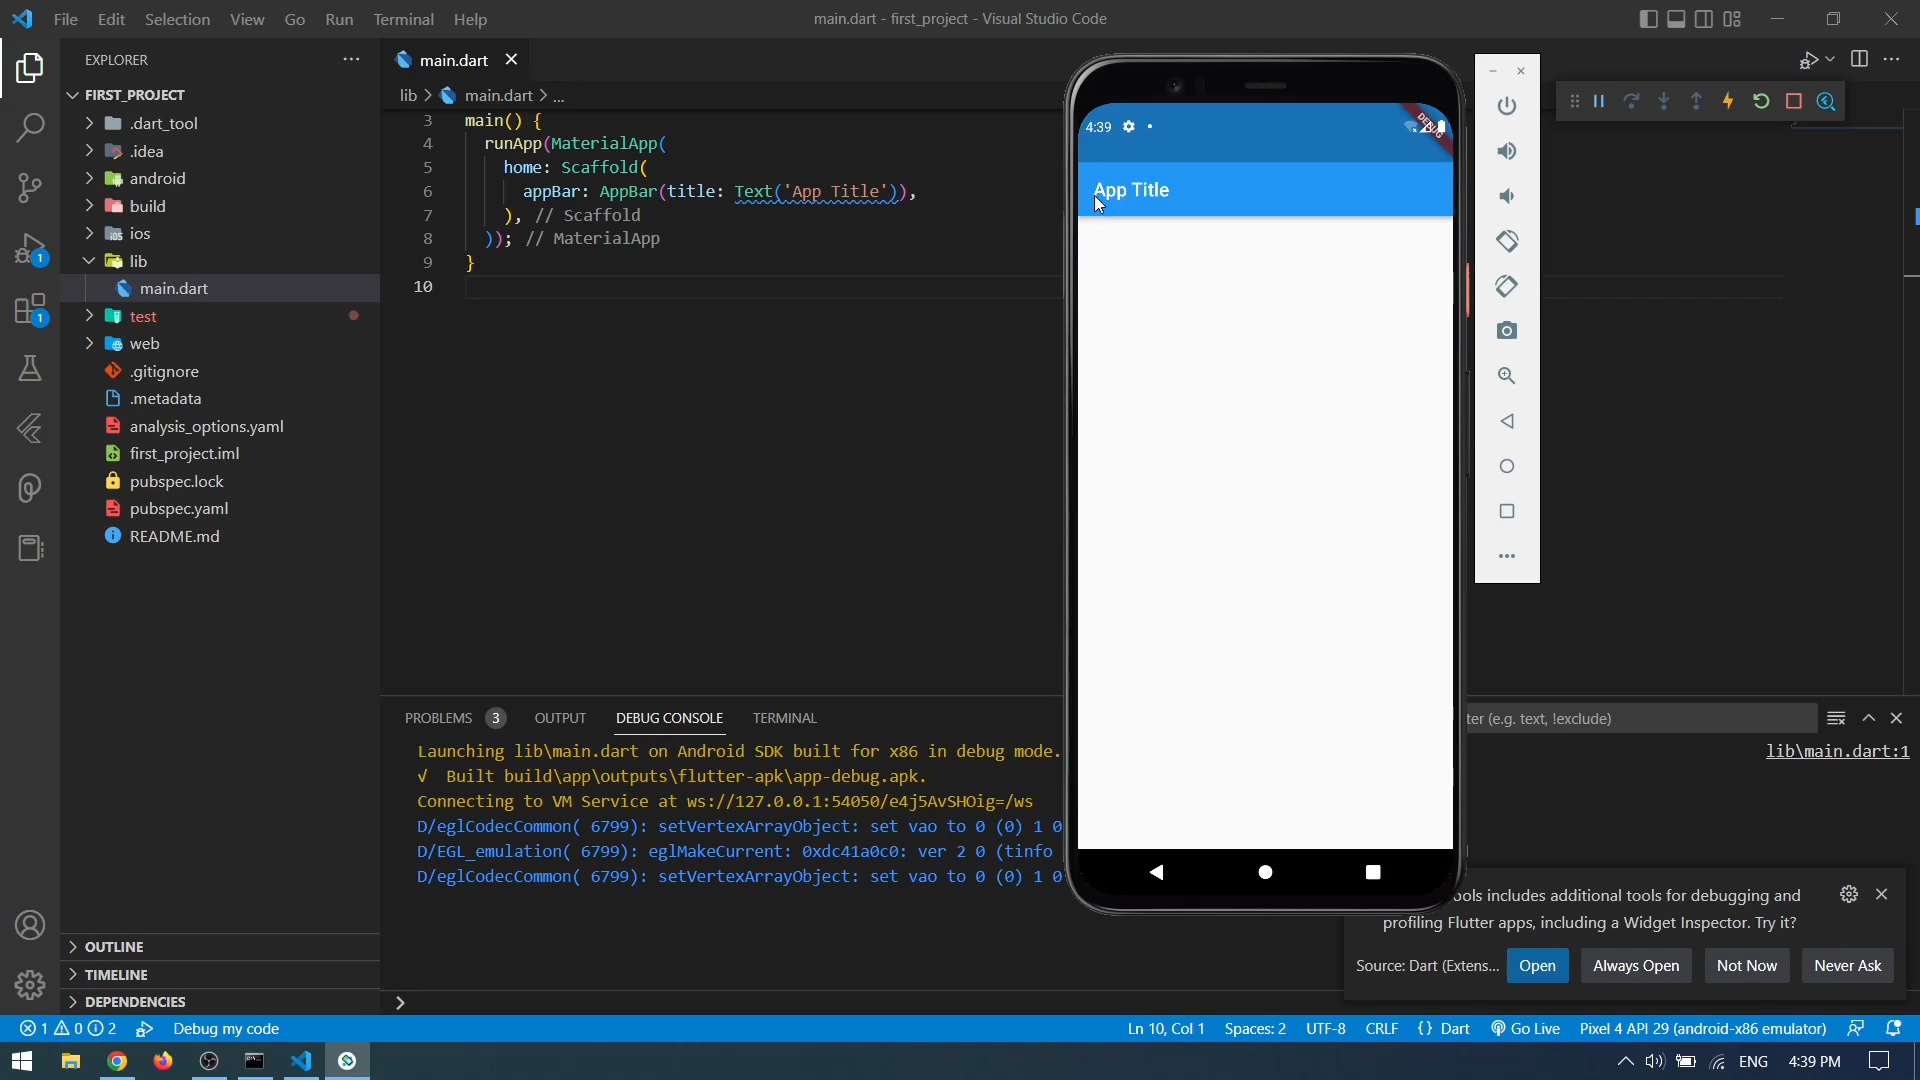 File Edit Selection View Go Run Terminal Help
main.dart - first_project - Visual Studio Code
EXPLORER
FIRST_PROJECT
.dart_tool
.idea
android
build
ios
lib
main.dart
test
web
.gitignore
.metadata
analysis_options.yaml
first_project.iml
pubspec.lock
pubspec.yaml
README.md
OUTLINE
TIMELINE
DEPENDENCIES
1
1
main.dart
lib > main.dart > ...
3 main() {
4 runApp(MaterialApp(
5 home: Scaffold(
6 appBar: AppBar(title: Text('App Title')),
7 ), // Scaffold
8 )); // MaterialApp
9 }
10
4:39
DEBUG
App Title
PROBLEMS 3 OUTPUT DEBUG CONSOLE TERMINAL
ter (e.g. text, !exclude)
Launching lib\main.dart on Android SDK built for x86 in debug mode.
lib\main.dart:1
√ Built build\app\outputs\flutter-apk\app-debug.apk.
Connecting to VM Service at ws://127.0.0.1:54050/e4j5AvSHOig=/ws
D/eglCodecCommon( 6799): setVertexArrayObject: set vao to 0 (0) 1 0
D/EGL_emulation( 6799): eglMakeCurrent: 0xdc41a0c0: ver 2 0 (tinfo
D/eglCodecCommon( 6799): setVertexArrayObject: set vao to 0 (0) 1 0
ools includes additional tools for debugging and
profiling Flutter apps, including a Widget Inspector. Try it?
Source: Dart (Extens... Open Always Open Not Now Never Ask
1 0 2 Debug my code
Ln 10, Col 1 Spaces: 2 UTF-8 CRLF {} Dart Go Live Pixel 4 API 29 (android-x86 emulator)
ENG 4:39 PM